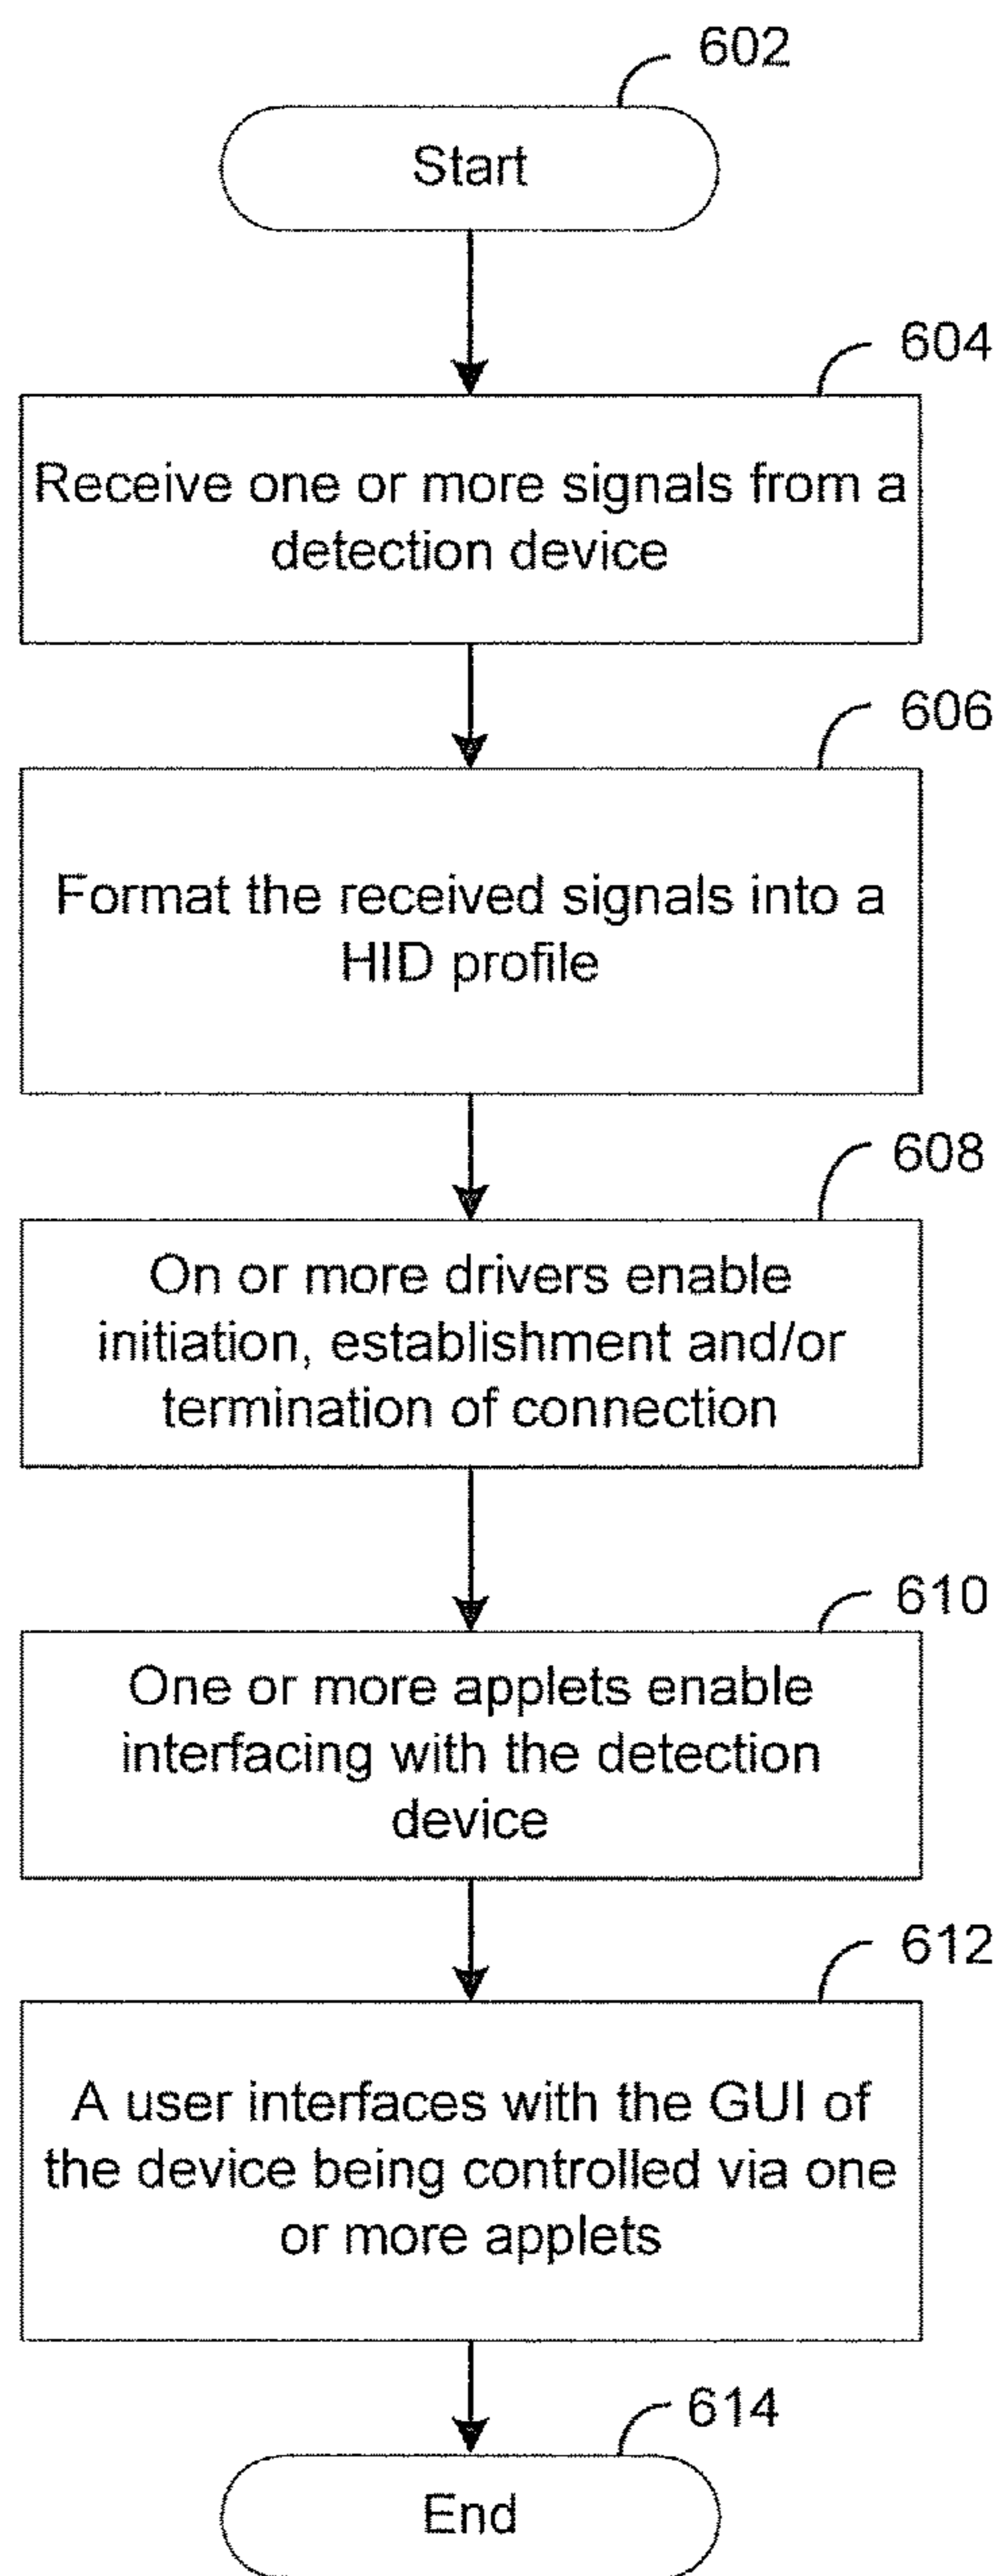 602
Start
604
Receive one or more signals from a
detection device
606
Format the received signals into a
HID profile
608
On or more drivers enable
initiation, establishment and/or
termination of connection
610
One or more applets enable
interfacing with the detection
device
612
A user interfaces with the GUI of
the device being controlled via one
or more applets
614
End